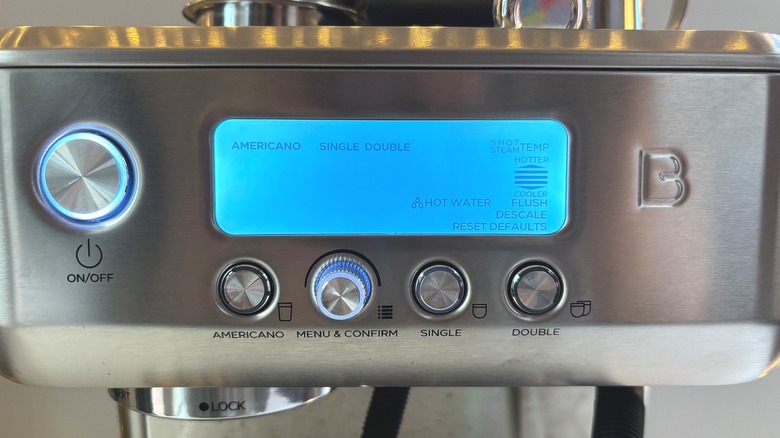 AMERICANO SINGLE DOUBLE SHOT STEAM TEMP
HOTTER
COOLER
HOT WATER FLUSH
DESCALE
RESET DEFAULTS
B
ON/OFF
AMERICANO MENU & CONFIRM SINGLE DOUBLE
LOCK